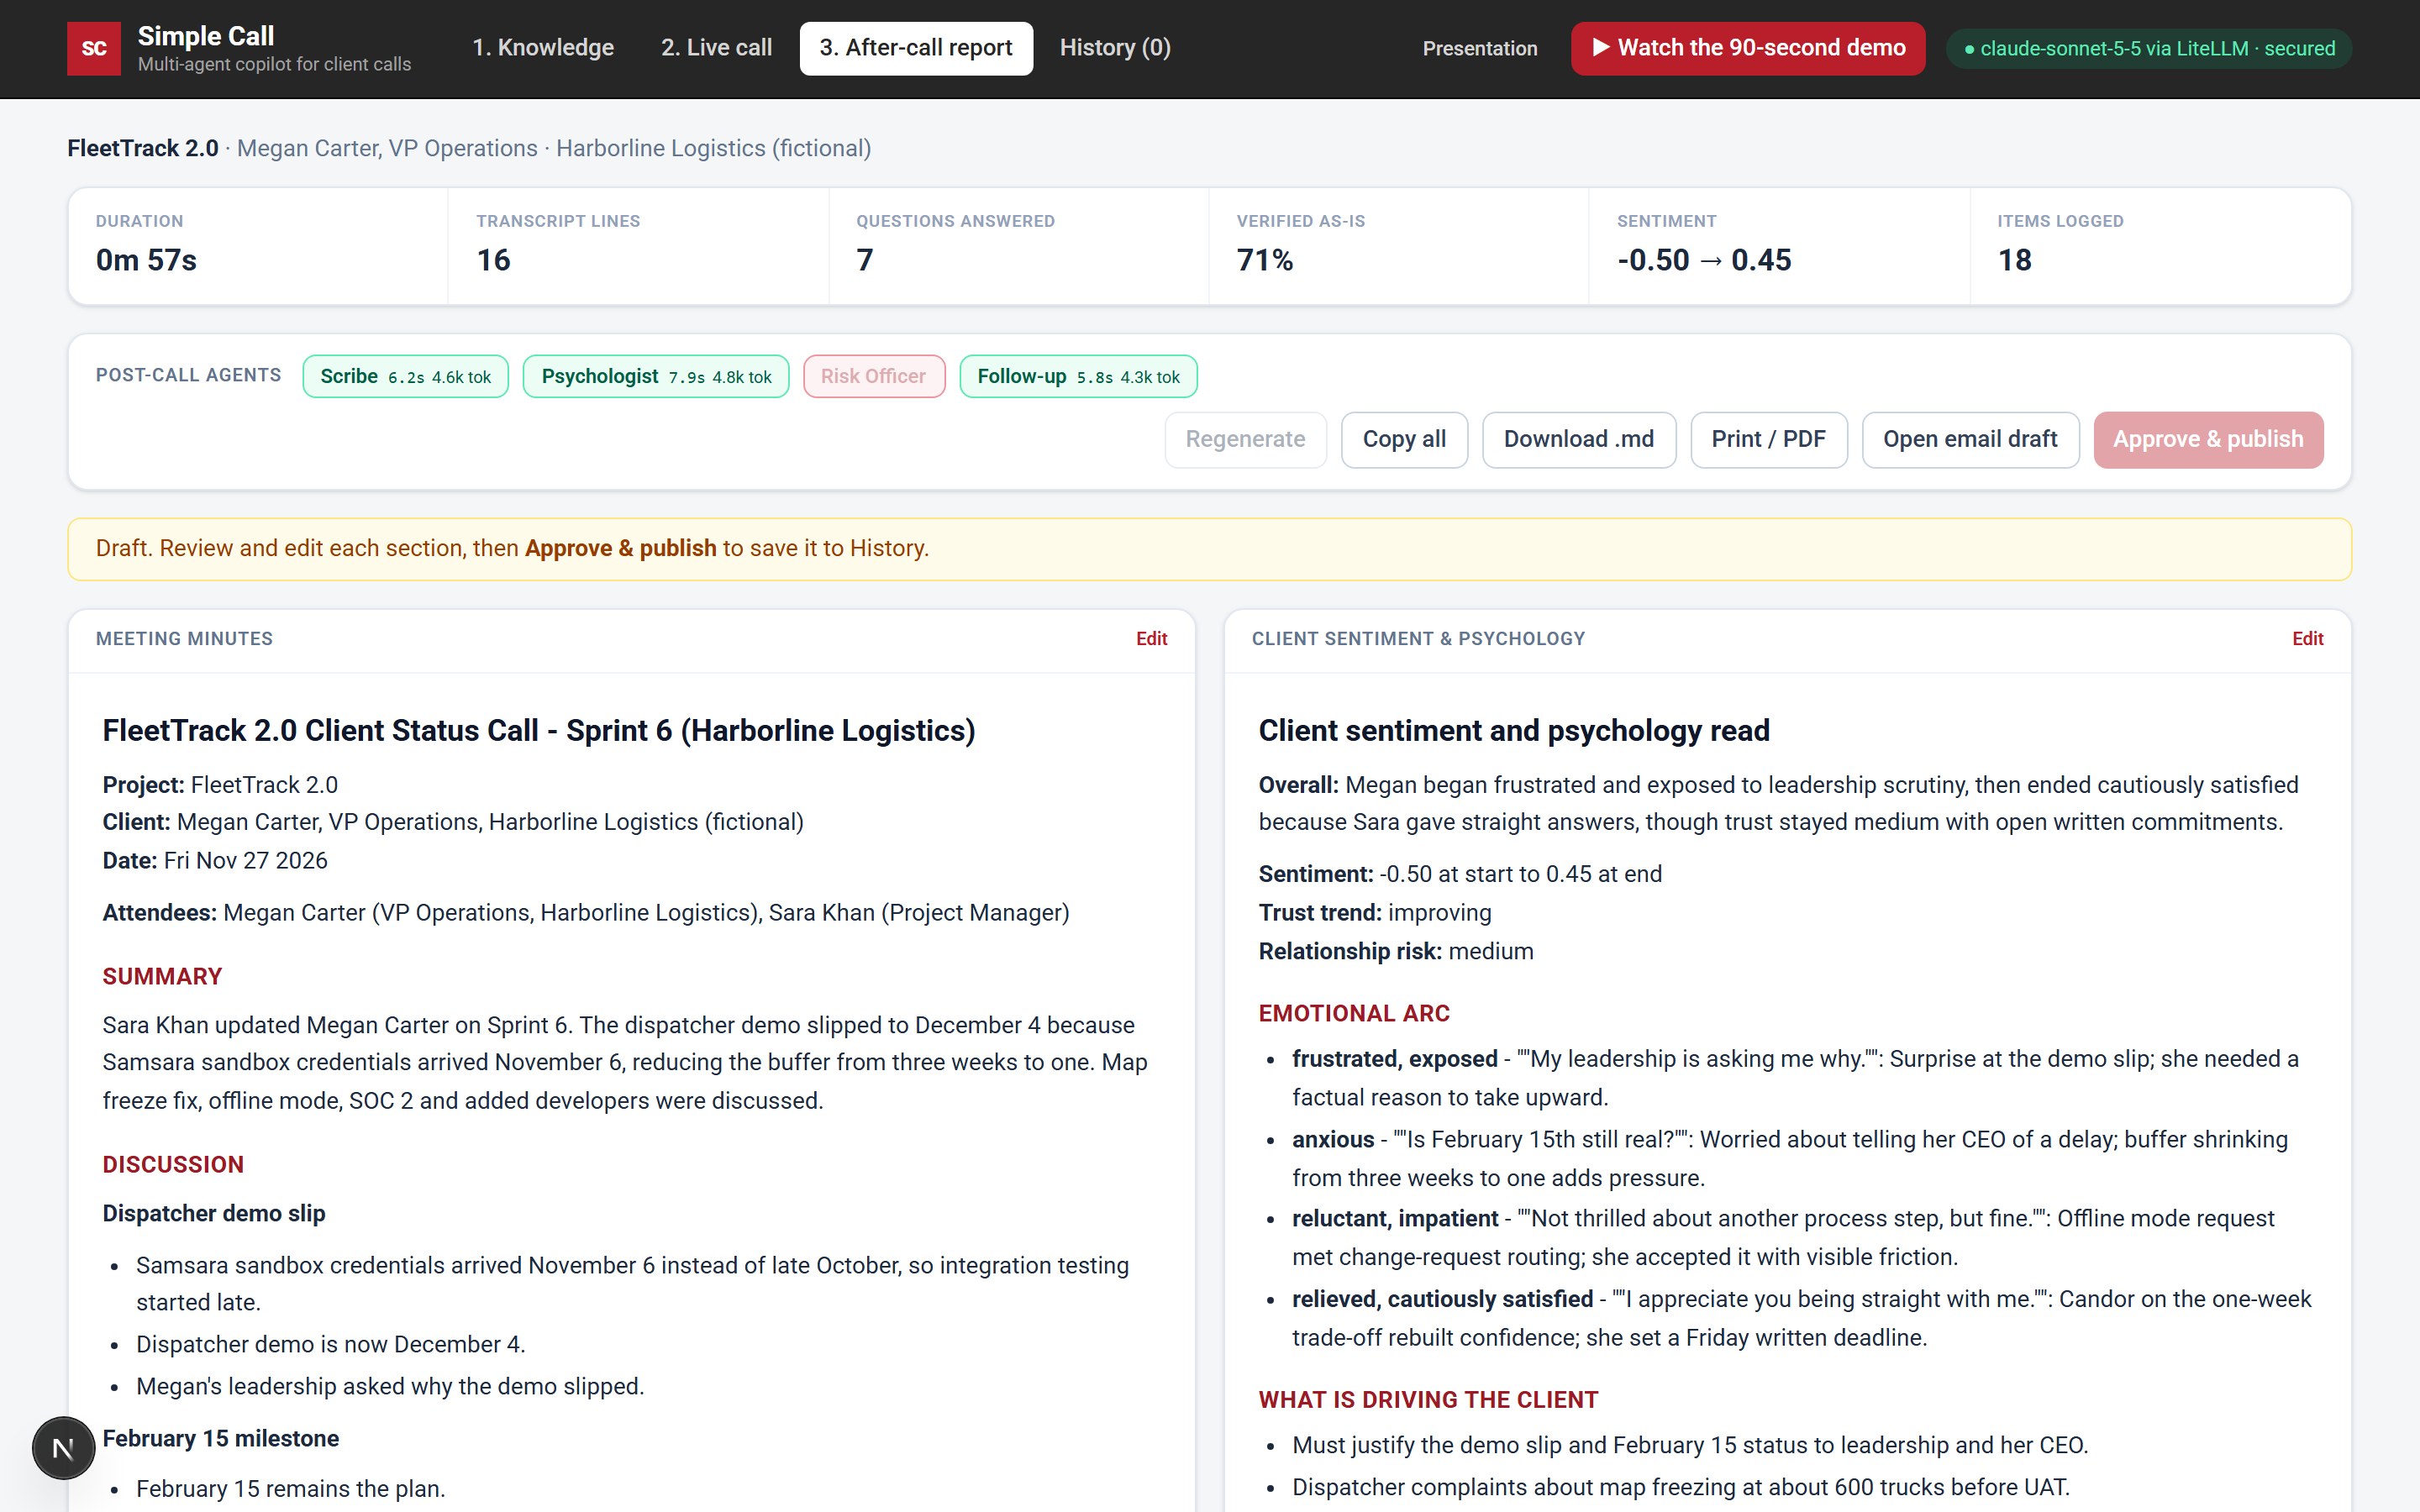 SC
Simple Call
Multi-agent copilot for client calls
1. Knowledge
2. Live call
3. After-call report
History (0)
Presentation
▶ Watch the 90-second demo
● claude-sonnet-5-5 via LiteLLM · secured
FleetTrack 2.0 · Megan Carter, VP Operations · Harborline Logistics (fictional)
DURATION
0m 57s
TRANSCRIPT LINES
16
QUESTIONS ANSWERED
7
VERIFIED AS-IS
71%
SENTIMENT
-0.50 → 0.45
ITEMS LOGGED
18
POST-CALL AGENTS
Scribe 6.2s 4.6k tok
Psychologist 7.9s 4.8k tok
Risk Officer
Follow-up 5.8s 4.3k tok
Regenerate
Copy all
Download .md
Print / PDF
Open email draft
Approve & publish
Draft. Review and edit each section, then Approve & publish to save it to History.
MEETING MINUTES
Edit
FleetTrack 2.0 Client Status Call - Sprint 6 (Harborline Logistics)
Project: FleetTrack 2.0
Client: Megan Carter, VP Operations, Harborline Logistics (fictional)
Date: Fri Nov 27 2026
Attendees: Megan Carter (VP Operations, Harborline Logistics), Sara Khan (Project Manager)
SUMMARY
Sara Khan updated Megan Carter on Sprint 6. The dispatcher demo slipped to December 4 because
Samsara sandbox credentials arrived November 6, reducing the buffer from three weeks to one. Map
freeze fix, offline mode, SOC 2 and added developers were discussed.
DISCUSSION
Dispatcher demo slip
• Samsara sandbox credentials arrived November 6 instead of late October, so integration testing
started late.
• Dispatcher demo is now December 4.
• Megan's leadership asked why the demo slipped.
February 15 milestone
• February 15 remains the plan.
N
CLIENT SENTIMENT & PSYCHOLOGY
Edit
Client sentiment and psychology read
Overall: Megan began frustrated and exposed to leadership scrutiny, then ended cautiously satisfied
because Sara gave straight answers, though trust stayed medium with open written commitments.
Sentiment: -0.50 at start to 0.45 at end
Trust trend: improving
Relationship risk: medium
EMOTIONAL ARC
• frustrated, exposed - ""My leadership is asking me why."": Surprise at the demo slip; she needed a
factual reason to take upward.
• anxious - ""Is February 15th still real?"": Worried about telling her CEO of a delay; buffer shrinking
from three weeks to one adds pressure.
• reluctant, impatient - ""Not thrilled about another process step, but fine."": Offline mode request
met change-request routing; she accepted it with visible friction.
• relieved, cautiously satisfied - ""I appreciate you being straight with me."": Candor on the one-week
trade-off rebuilt confidence; she set a Friday written deadline.
WHAT IS DRIVING THE CLIENT
• Must justify the demo slip and February 15 status to leadership and her CEO.
• Dispatcher complaints about map freezing at about 600 trucks before UAT.